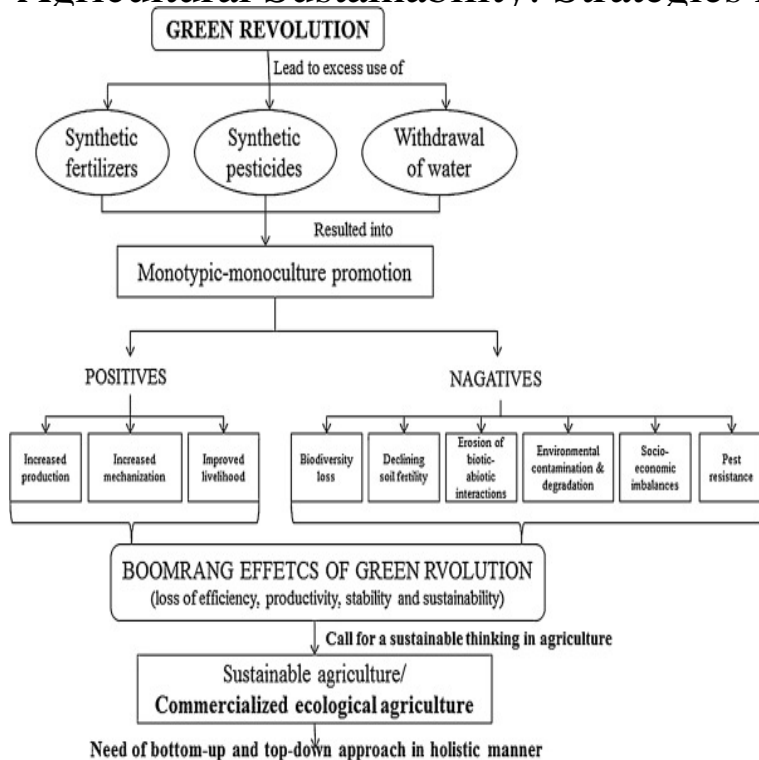 Agricultural Sustainability: Strategies
GREEN REVOLUTION
Lead to excess use of
Synthetic
fertilizers
Synthetic
pesticides
Withdrawal
of water
Resulted into
Monotypic-monoculture promotion
POSITIVES
NAGATIVES
Increased
production
Increased
mechanization
Improved
livelihood
Biodiversity
loss
Declining
soil fertility
Erosion of
biotic-
abiotic
interactions
Environmental
contamination &
degradation
Socio-
economic
imbalances
Pest
resistance
BOOMRANG EFFETCS OF GREEN RVOLUTION
(loss of efficiency, productivity, stability and sustainability)
Call for a sustainable thinking in agriculture
Sustainable agriculture/
Commercialized ecological agriculture
Need of bottom-up and top-down approach in holistic manner